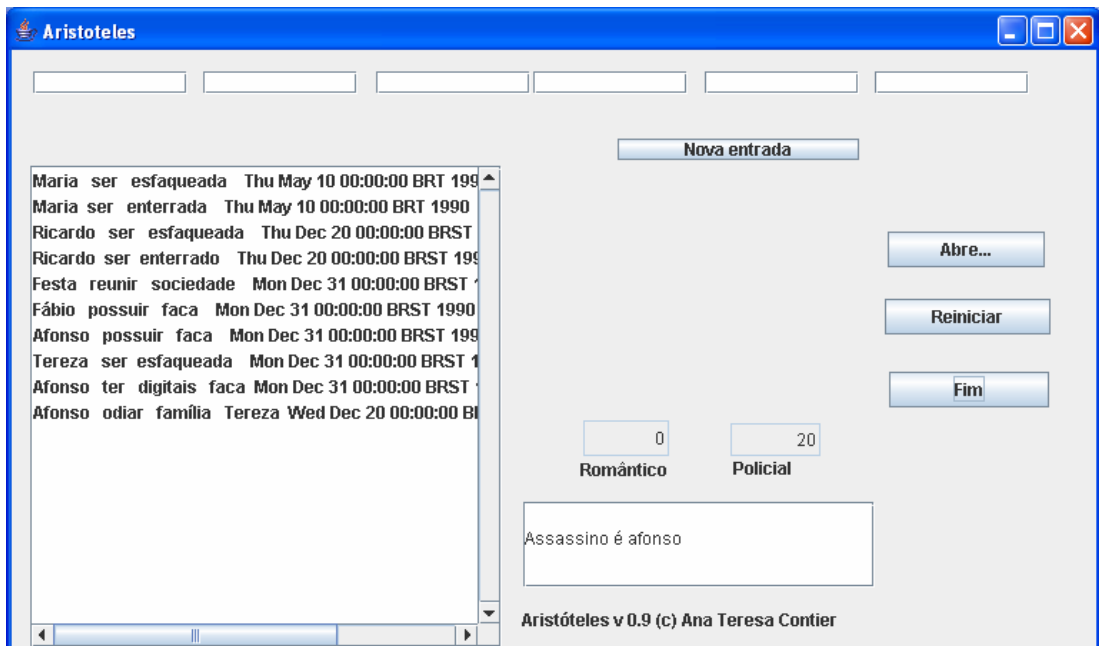 Aristoteles
Nova entrada
Maria ser esfaqueada Thu May 10 00:00:00 BRT 199
Maria ser enterrada Thu May 10 00:00:00 BRT 1990
Ricardo ser esfaqueada Thu Dec 20 00:00:00 BRST
Ricardo ser enterrado Thu Dec 20 00:00:00 BRST 199
Festa reunir sociedade Mon Dec 31 00:00:00 BRST
Fábio possuir faca Mon Dec 31 00:00:00 BRST 1990
Afonso possuir faca Mon Dec 31 00:00:00 BRST 199
Tereza ser esfaqueada Mon Dec 31 00:00:00 BRST 1
Afonso ter digitais faca Mon Dec 31 00:00:00 BRST
Afonso odiar família Tereza Wed Dec 20 00:00:00
Abre...
Reiniciar
Fim
0 20
Romântico Policial
Assassino é afonso
Aristóteles v 0.9 (c) Ana Teresa Contier